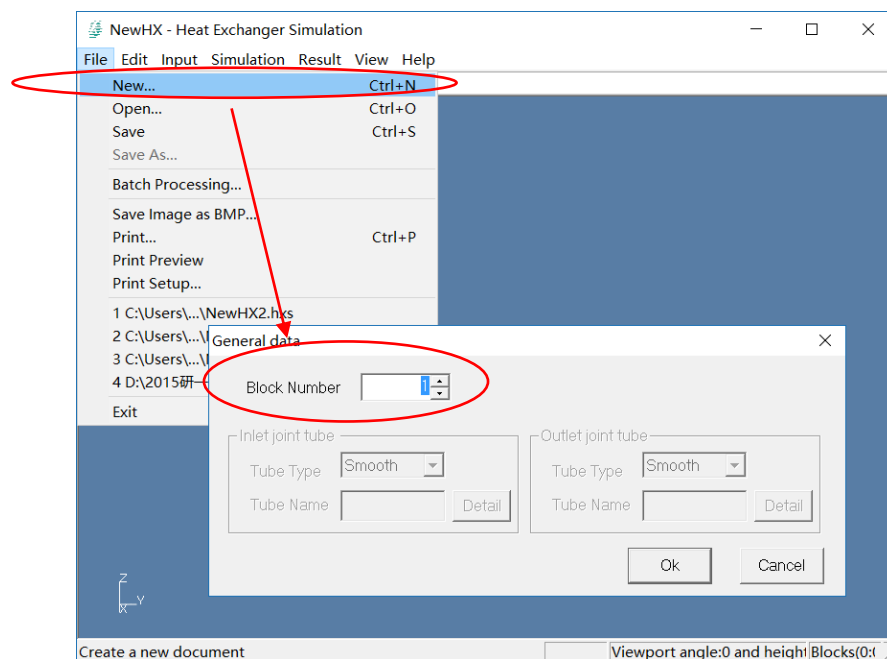 NewHX - Heat Exchanger Simulation
File Edit Input Simulation Result View Help
New... Ctrl+N
Open... Ctrl+O
Save Ctrl+S
Save As...
Batch Processing...
Save Image as BMP...
Print... Ctrl+P
Print Preview
Print Setup...
1 C:\Users\...\NewHX2.hxs
2 C:\Users\...\
3 C:\Users\...\
4 D:\2015研一
Exit
General data
Block Number 1
Inlet joint tube Outlet joint tube
Tube Type Smooth Tube Type Smooth
Tube Name Detail Tube Name Detail
Ok Cancel
Z
Y
X
Create a new document Viewport angle:0 and height Blocks(0: